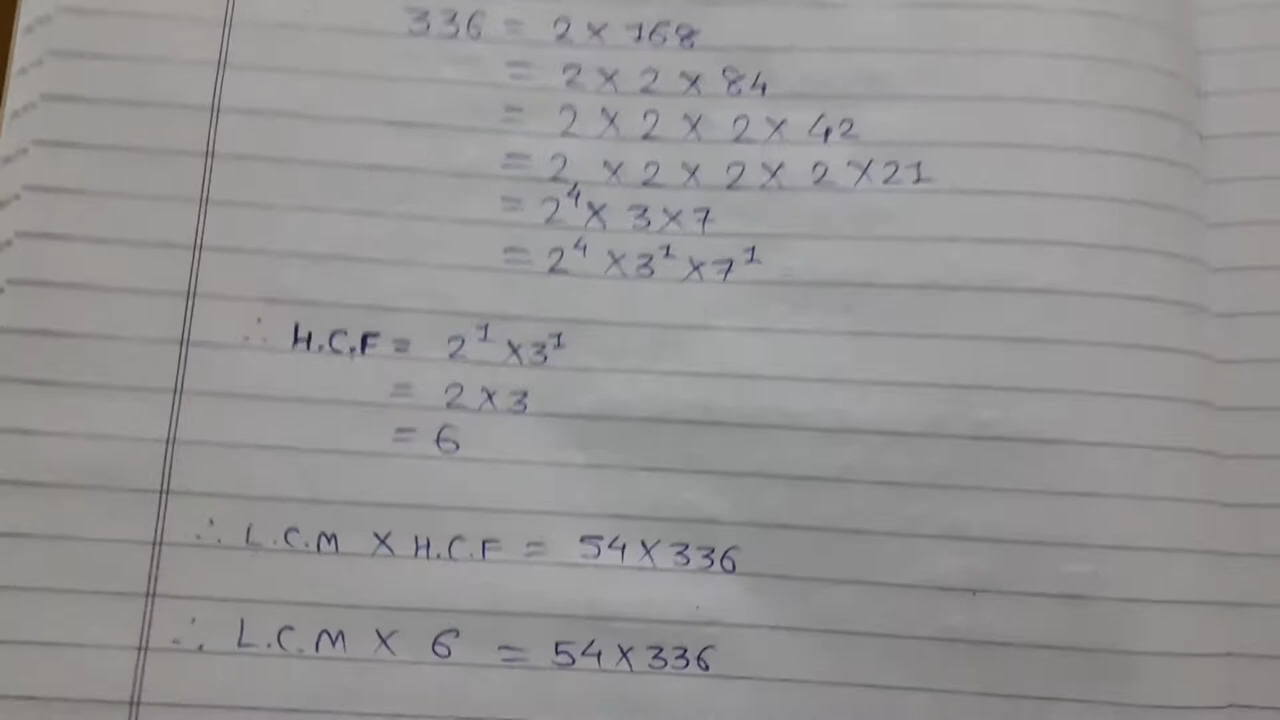 336 = 2 × 168
= 2 × 2 × 84
= 2 × 2 × 2 × 42
= 2 × 2 × 2 × 2 × 21
= 2⁴ × 3 × 7
= 2⁴ × 3¹ × 7¹
∴ H.C.F = 2¹ × 3¹
= 2 × 3
= 6
∴ L.C.M × H.C.F = 54 × 336
∴ L.C.M × 6 = 54 × 336